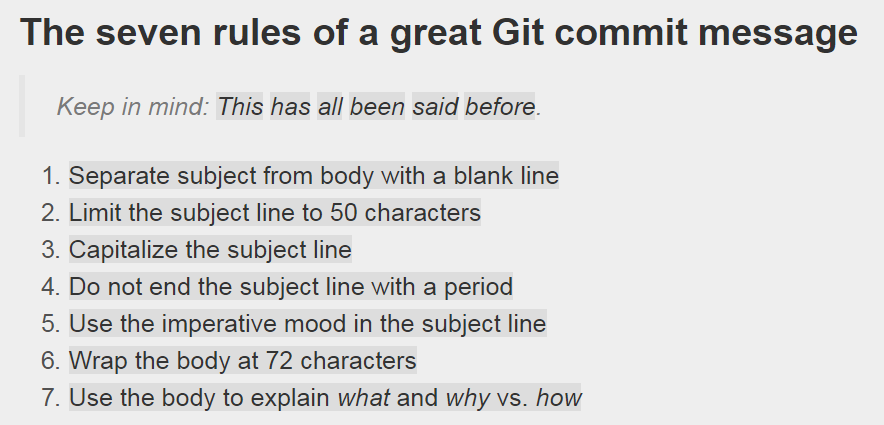 The seven rules of a great Git commit message
Keep in mind: This has all been said before.
1. Separate subject from body with a blank line
2. Limit the subject line to 50 characters
3. Capitalize the subject line
4. Do not end the subject line with a period
5. Use the imperative mood in the subject line
6. Wrap the body at 72 characters
7. Use the body to explain what and why vs. how